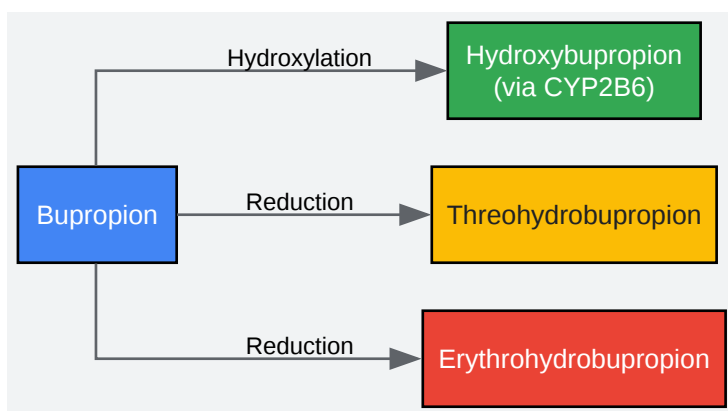 Hydroxylation
Hydroxybupropion
(via CYP2B6)
Bupropion
Reduction
Threohydrobupropion
Reduction
Erythrohydrobupropion